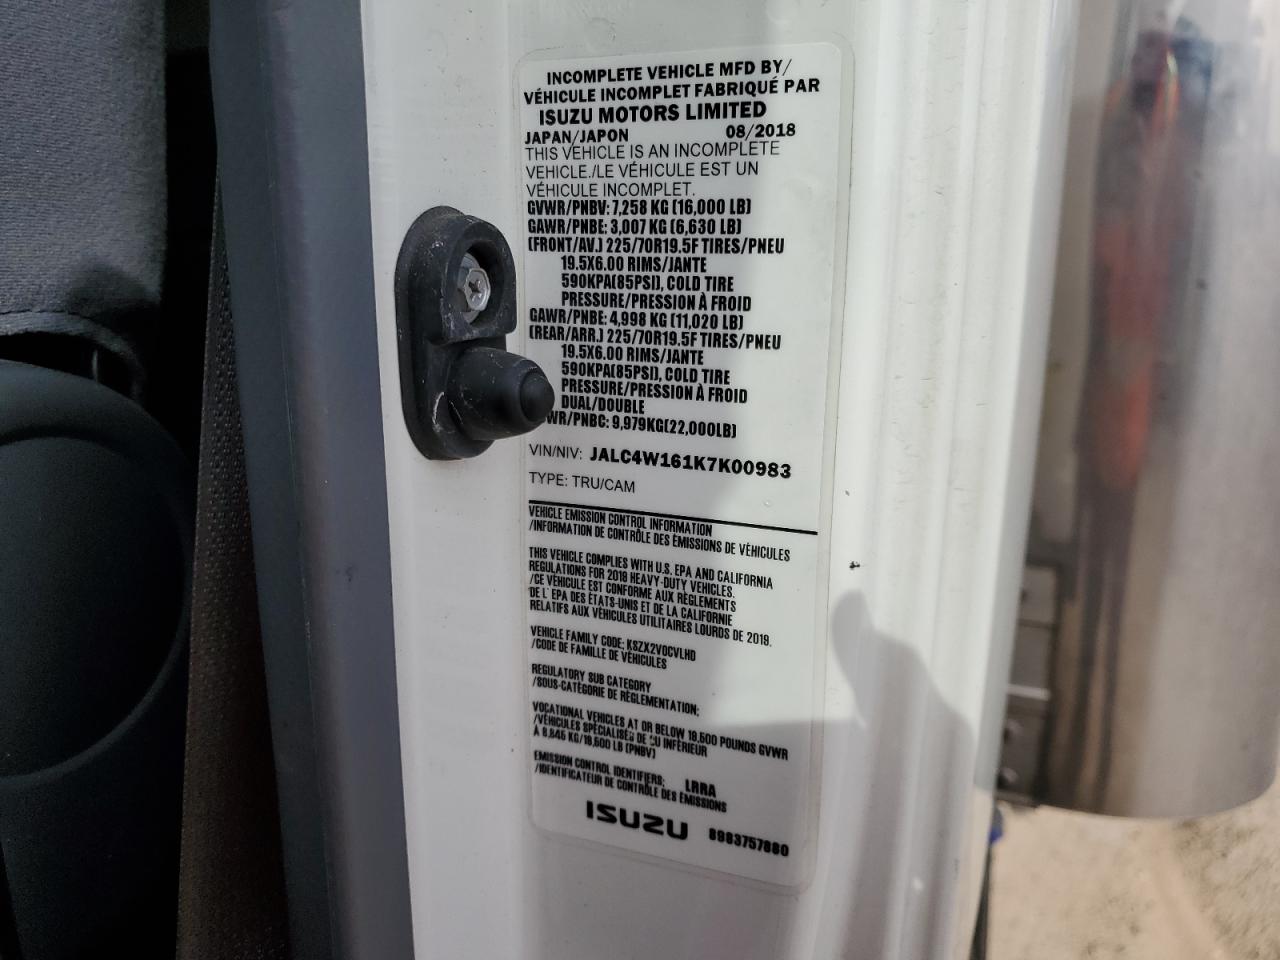 INCOMPLETE VEHICLE MFD BY/
VÉHICULE INCOMPLET FABRIQUÉ PAR
ISUZU MOTORS LIMITED
JAPAN/JAPON 08/2018
THIS VEHICLE IS AN INCOMPLETE
VEHICLE./LE VÉHICULE EST UN
VÉHICULE INCOMPLET.
GVWR/PNBV: 7,258 KG (16,000 LB)
GAWR/PNBE: 3,007 KG (6,630 LB)
(FRONT/AV.) 225/70R19.5F TIRES/PNEU
19.5X6.00 RIMS/JANTE
590KPA(85PSI), COLD TIRE
PRESSURE/PRESSION À FROID
GAWR/PNBE: 4,998 KG (11,020 LB)
(REAR/ARR.) 225/70R19.5F TIRES/PNEU
19.5X6.00 RIMS/JANTE
590KPA(85PSI), COLD TIRE
PRESSURE/PRESSION À FROID
DUAL/DOUBLE
WR/PNBC: 9,979KG(22,000LB)
VIN/NIV: JALC4W161K7K00983
TYPE: TRU/CAM
VEHICLE EMISSION CONTROL INFORMATION
/INFORMATION DE CONTRÔLE DES ÉMISSIONS DE VÉHICULES
THIS VEHICLE COMPLIES WITH U.S. EPA AND CALIFORNIA
REGULATIONS FOR 2018 HEAVY-DUTY VEHICLES.
/CE VÉHICULE EST CONFORME AUX RÈGLEMENTS
DE L'EPA DES ÉTATS-UNIS ET DE LA CALIFORNIE
RELATIFS AUX VÉHICULES UTILITAIRES LOURDS DE 2018.
VEHICLE FAMILY CODE: KSZX2VOCVLHD
/CODE DE FAMILLE DE VÉHICULES
REGULATORY SUB CATEGORY
/SOUS-CATÉGORIE DE RÉGLEMENTATION:
VOCATIONAL VEHICLES AT OR BELOW 19,500 POUNDS GVWR
/VÉHICULES SPÉCIALISÉS DE OU INFÉRIEUR
À 8,845 KG/19,500 LB (PNBV)
EMISSION CONTROL IDENTIFIERS: LRRA
/IDENTIFICATEUR DE CONTRÔLE DES ÉMISSIONS
ISUZU 8983757880